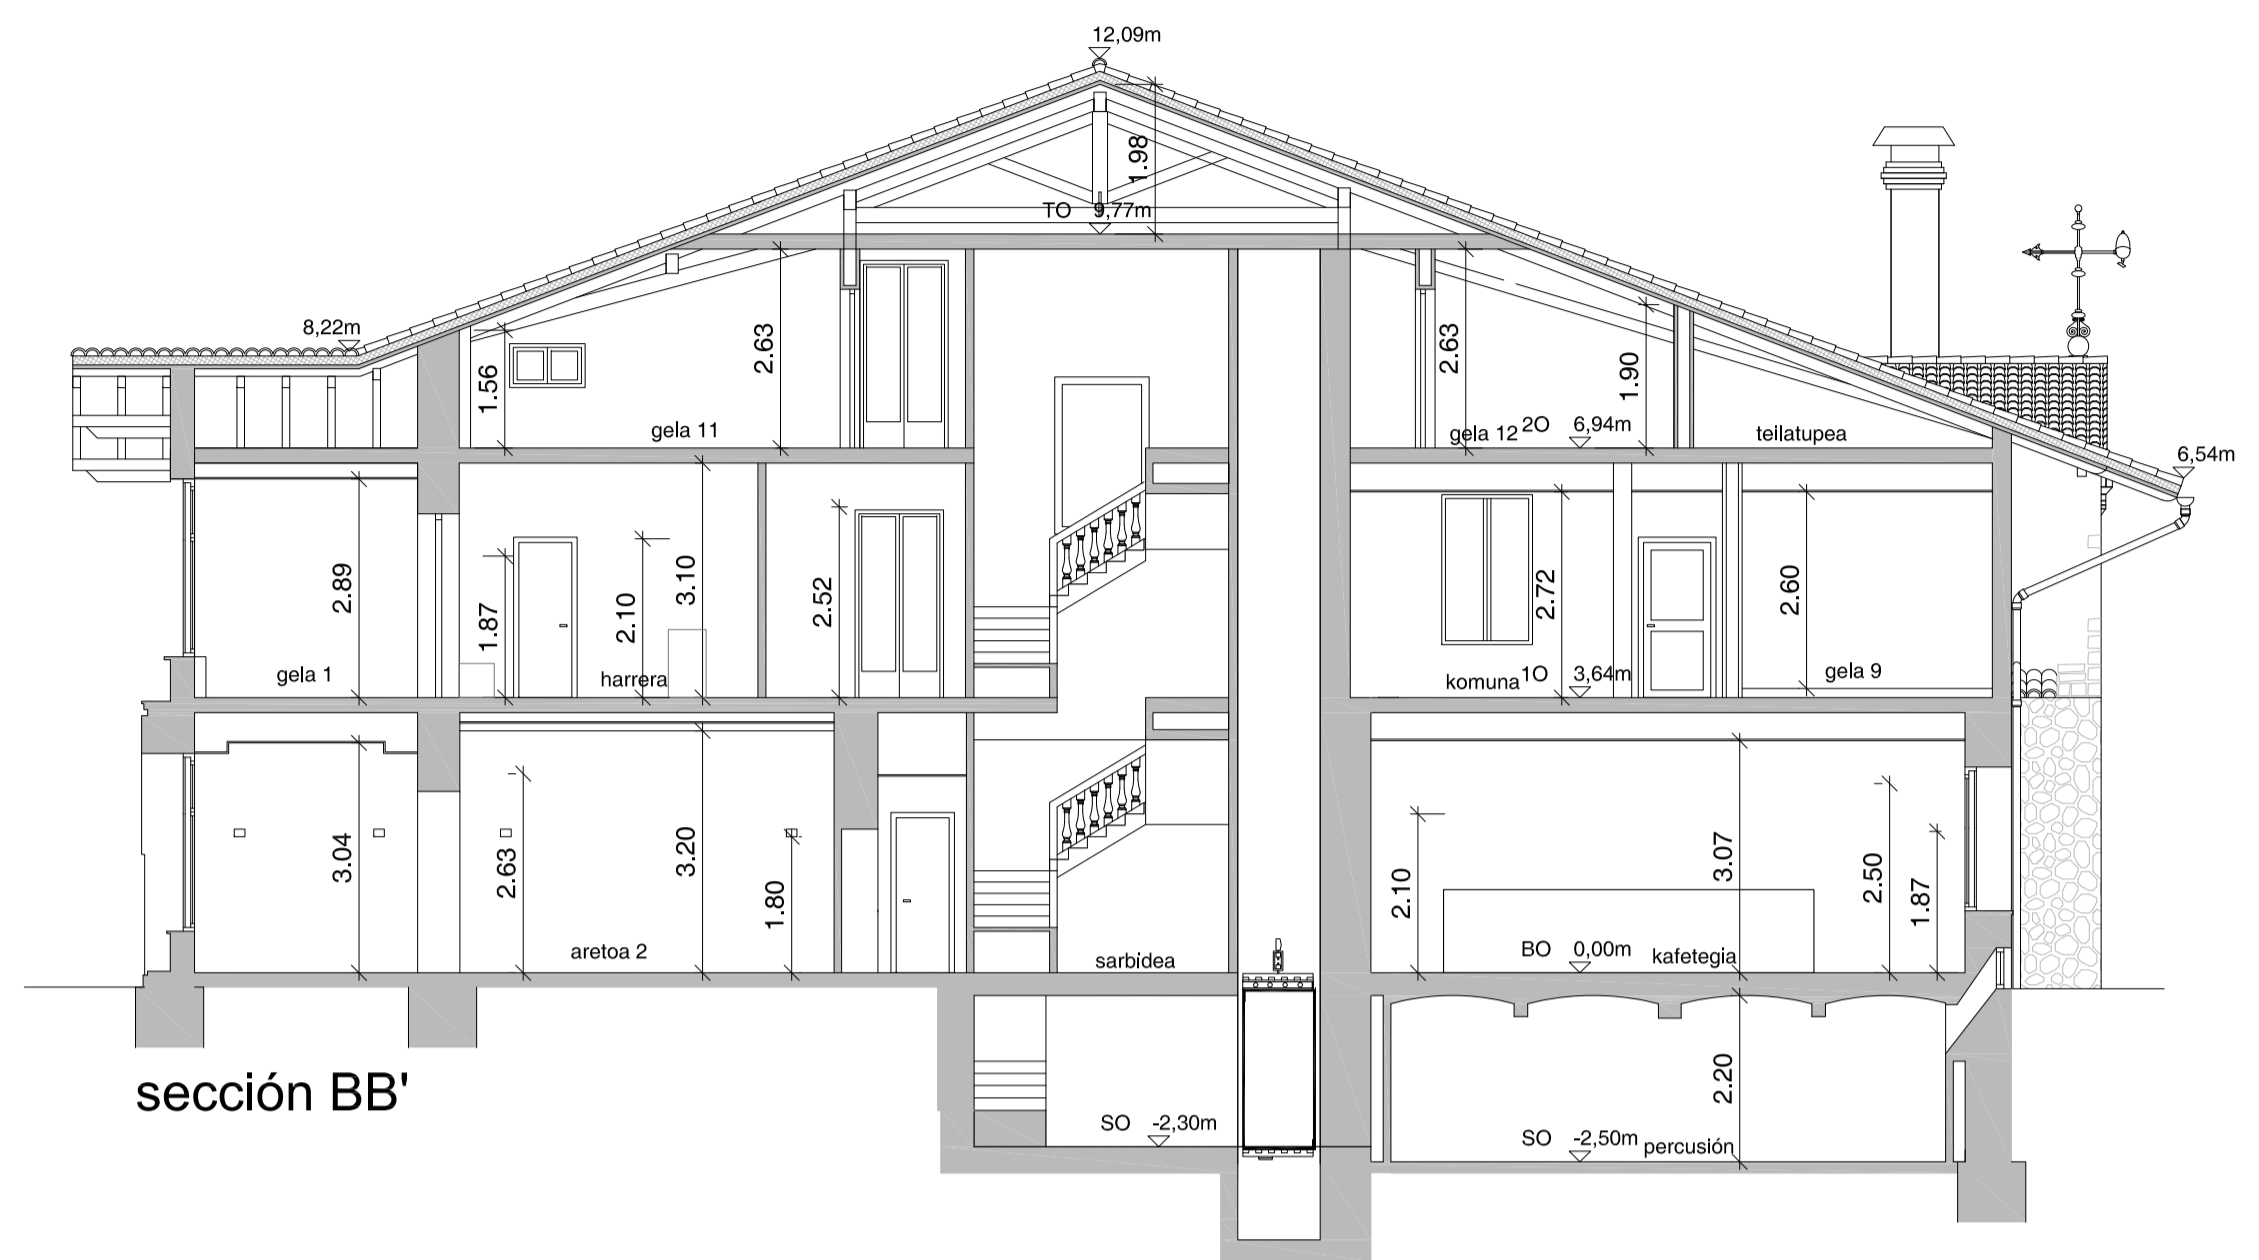 12,09m
1.98
TO 9,77m
8,22m
1.56
2.63
gela 11
2.63
1.90
gela 12
2O 6,94m
teilatupea
6,54m
2.89
1.87
2.10
3.10
2.52
2.72
2.60
gela 1
harrera
komuna
1O 3,64m
gela 9
3.04
2.63
3.20
1.80
2.10
3.07
2.50
1.87
aretoa 2
sarbidea
BO 0,00m
kafetegia
sección BB'
2.20
SO -2,30m
SO -2,50m
percusión